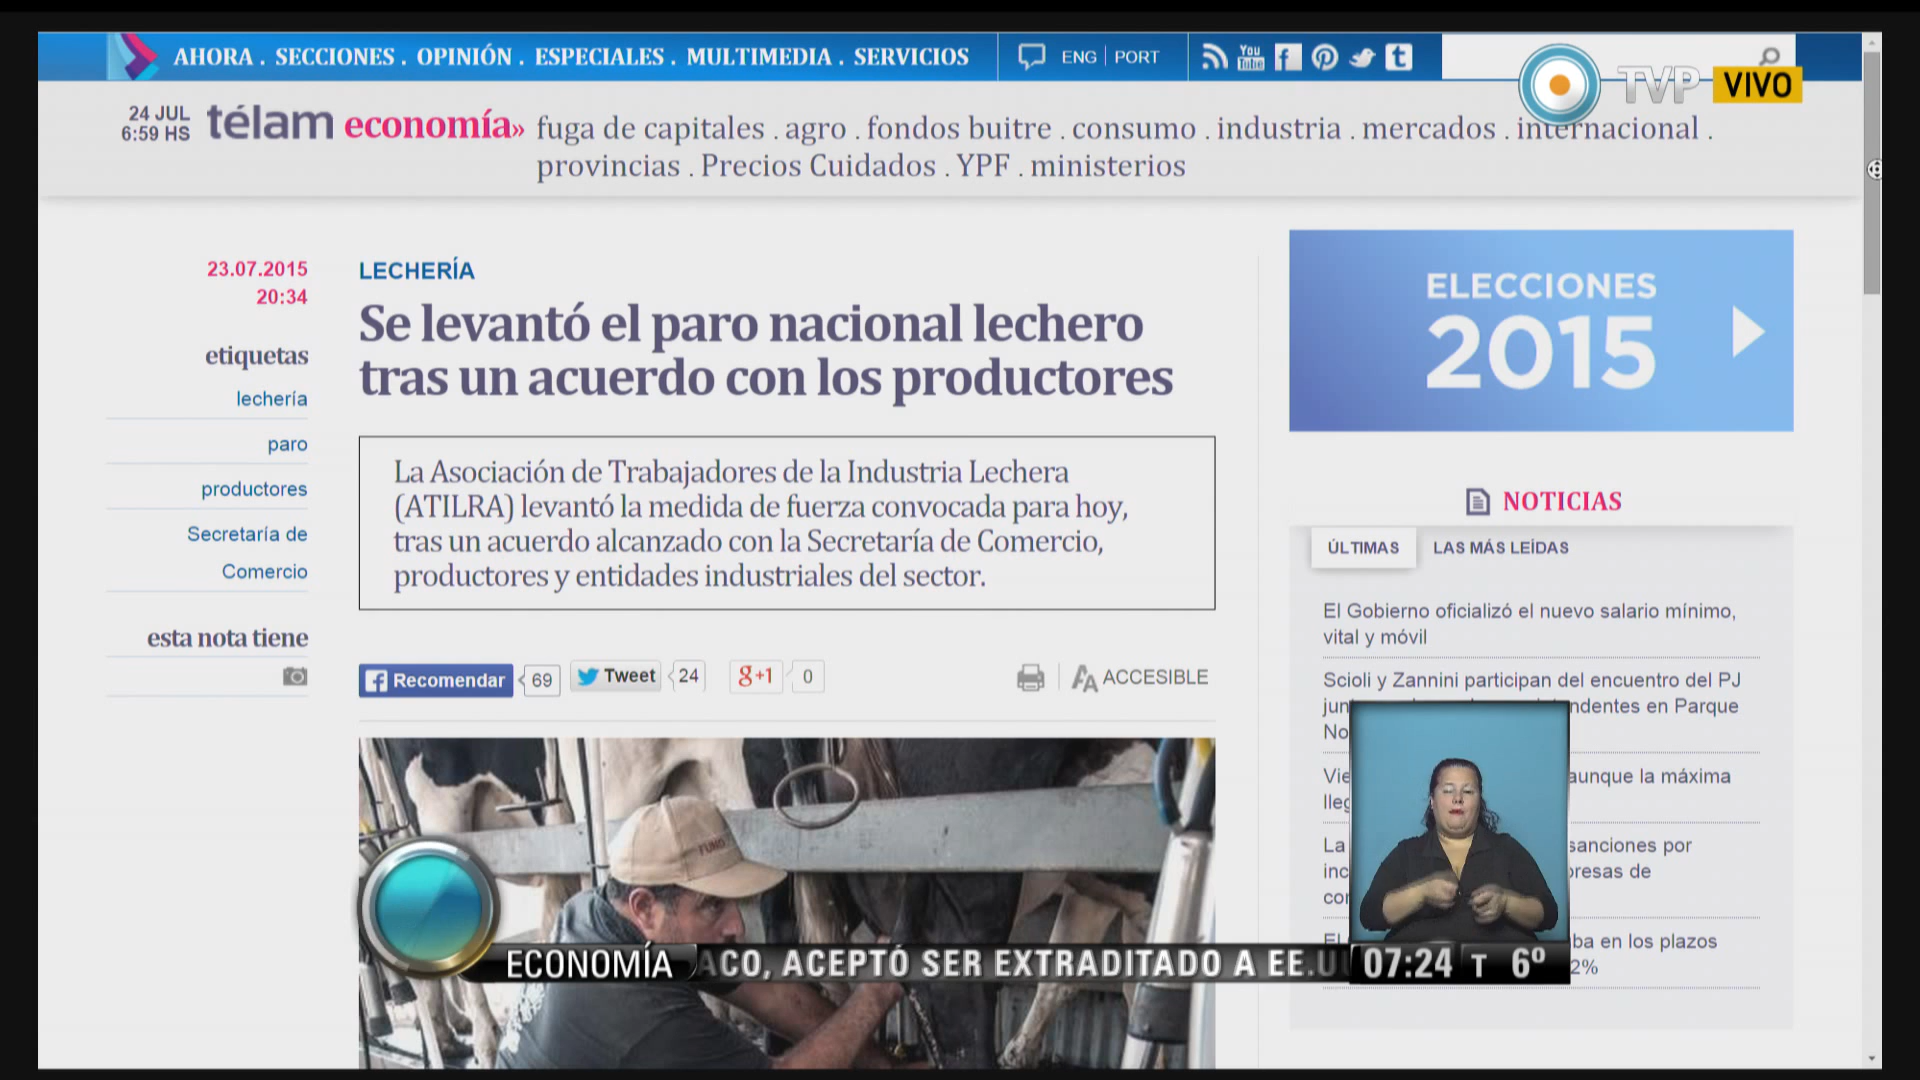 AHORA . SECCIONES . OPINIÓN . ESPECIALES . MULTIMEDIA . SERVICIOS
ENG | PORT
You Tube
TVP
VIVO
24 JUL
6:59 HS
télam economía»
fuga de capitales . agro . fondos buitre . consumo . industria . mercados . internacional .
provincias . Precios Cuidados . YPF . ministerios
23.07.2015
20:34
etiquetas
lechería
paro
productores
Secretaría de
Comercio
esta nota tiene
LECHERÍA
Se levantó el paro nacional lechero
tras un acuerdo con los productores
La Asociación de Trabajadores de la Industria Lechera
(ATILRA) levantó la medida de fuerza convocada para hoy,
tras un acuerdo alcanzado con la Secretaría de Comercio,
productores y entidades industriales del sector.
Recomendar 69
Tweet 24
g+1 0
ACCESIBLE
ELECCIONES
2015
NOTICIAS
ÚLTIMAS
LAS MÁS LEÍDAS
El Gobierno oficializó el nuevo salario mínimo,
vital y móvil
Scioli y Zannini participan del encuentro del PJ
en Parque
aunque la máxima
La sanciones por
de
El en los plazos
2%
ECONOMÍA
ACO, ACEPTÓ SER EXTRADITADO A EE.U
07:24 T 6º